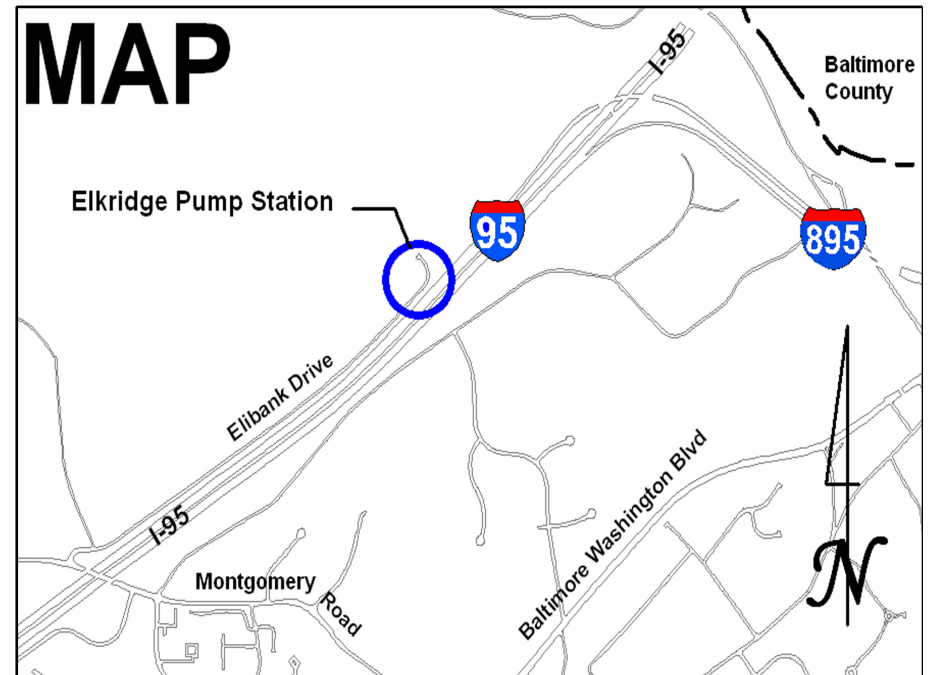 MAP
I-95
Baltimore
County
Elkridge Pump Station
95
895
Elibank Drive
I-95
Baltimore Washington Blvd
Montgomery
Road
N